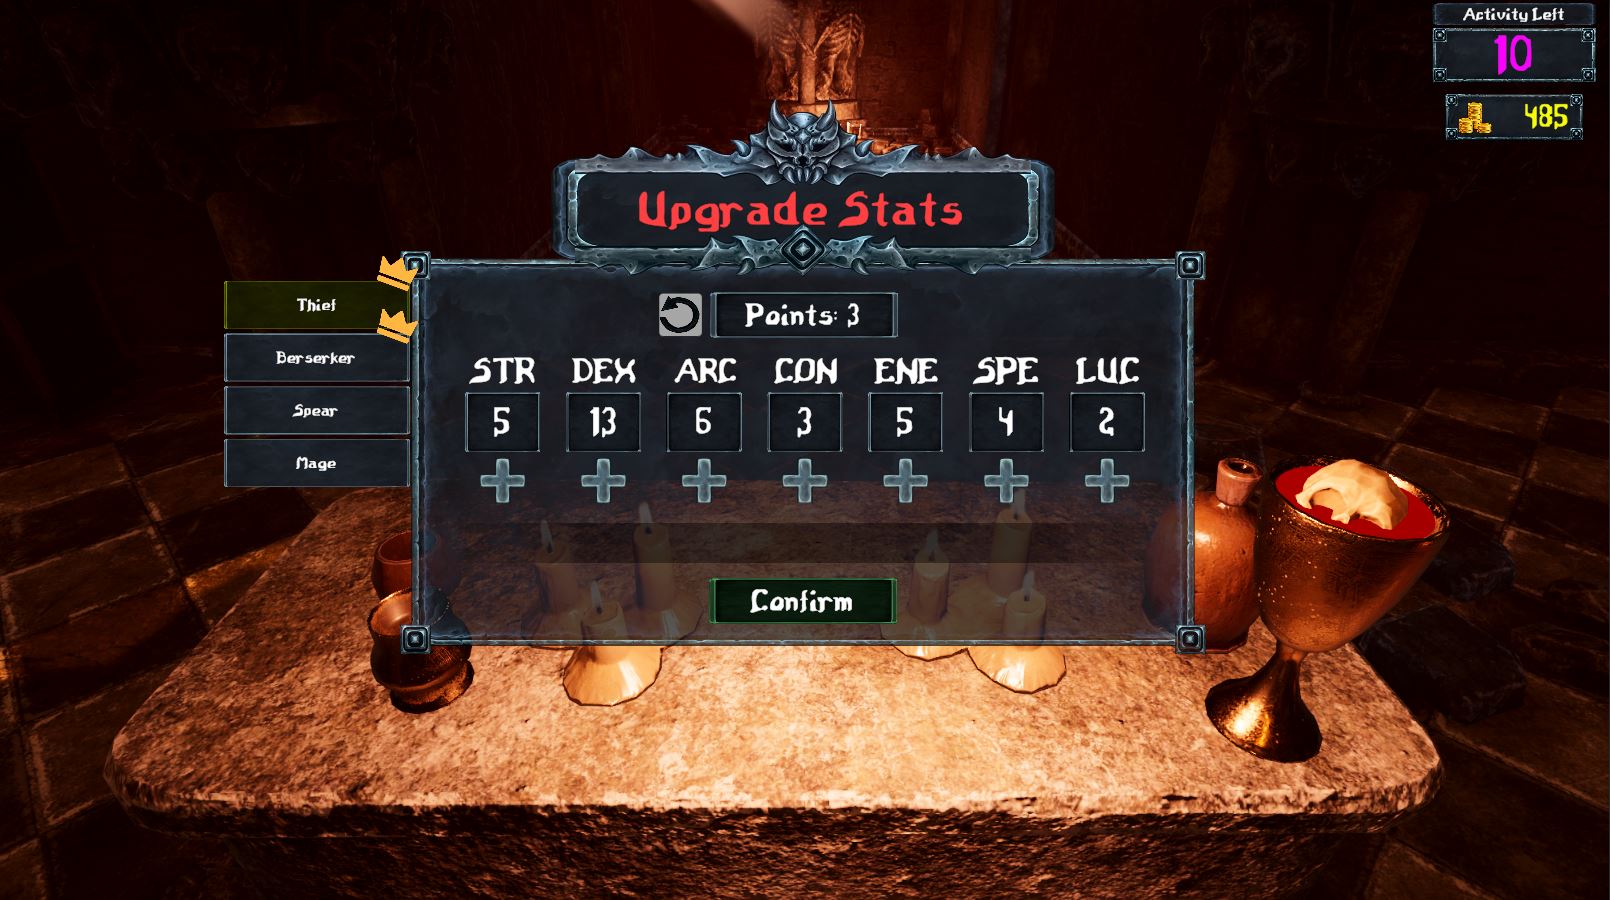 Activity Left
10
485
Upgrade Stats
Thief
Berserker
Spear
Mage
Points: 3
STR DEX ARC CON ENE SPE LUC
5 13 6 3 5 4 2
Confirm